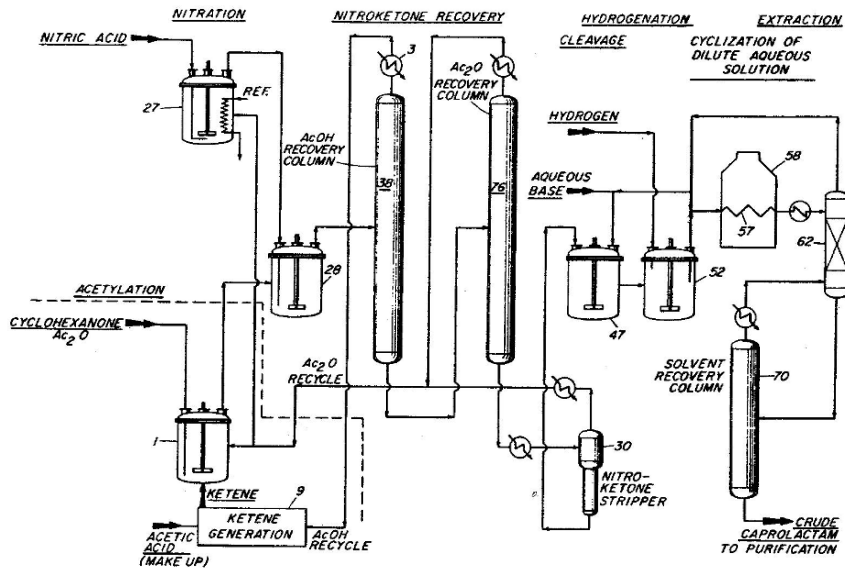 NITRATION
NITROKETONE RECOVERY
HYDROGENATION
EXTRACTION
CLEAVAGE
CYCLIZATION OF
DILUTE AQUEOUS
SOLUTION
NITRIC ACID
27
REF.
3
Ac2O
RECOVERY
COLUMN
AcOH
RECOVERY
COLUMN
38
76
HYDROGEN
AQUEOUS
BASE
58
57
62
28
47
52
ACETYLATION
CYCLOHEXANONE
Ac2O
Ac2O
RECYCLE
SOLVENT
RECOVERY
COLUMN
70
1
30
NITRO-
KETONE
STRIPPER
KETENE
9
KETENE
GENERATION
ACETIC
ACID
(MAKE UP)
AcOH
RECYCLE
CRUDE
CAPROLACTAM
TO PURIFICATION